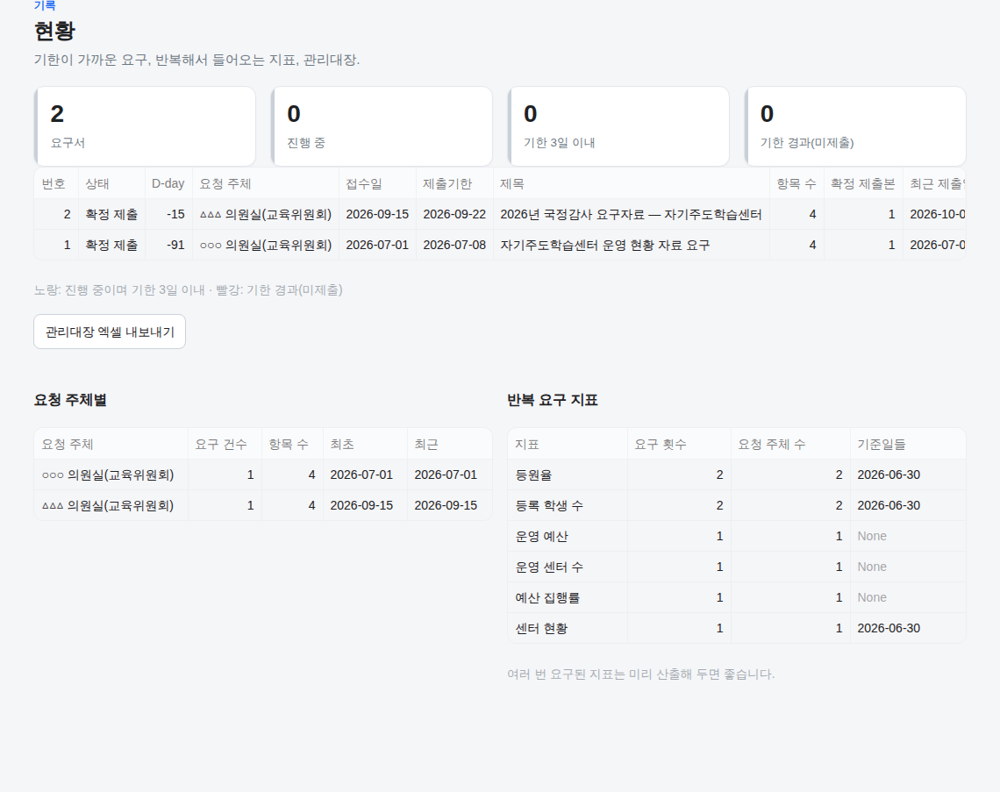 기록
현황
기한이 가까운 요구, 반복해서 들어오는 지표, 관리대장.
2
요구서
0
진행 중
0
기한 3일 이내
0
기한 경과(미제출)
번호 상태 D-day 요청 주체 접수일 제출기한 제목 항목 수 확정 제출본 최근 제출
2 확정 제출 -15 △△△ 의원실(교육위원회) 2026-09-15 2026-09-22 2026년 국정감사 요구자료 — 자기주도학습센터 4 1 2026-10-0
1 확정 제출 -91 ○○○ 의원실(교육위원회) 2026-07-01 2026-07-08 자기주도학습센터 운영 현황 자료 요구 4 1 2026-07-0
노랑: 진행 중이며 기한 3일 이내 · 빨강: 기한 경과(미제출)
관리대장 엑셀 내보내기
요청 주체별
요청 주체 요구 건수 항목 수 최초 최근
○○○ 의원실(교육위원회) 1 4 2026-07-01 2026-07-01
△△△ 의원실(교육위원회) 1 4 2026-09-15 2026-09-15
반복 요구 지표
지표 요구 횟수 요청 주체 수 기준일들
등원율 2 2 2026-06-30
등록 학생 수 2 2 2026-06-30
운영 예산 1 1 None
운영 센터 수 1 1 None
예산 집행률 1 1 None
센터 현황 1 1 2026-06-30
여러 번 요구된 지표는 미리 산출해 두면 좋습니다.